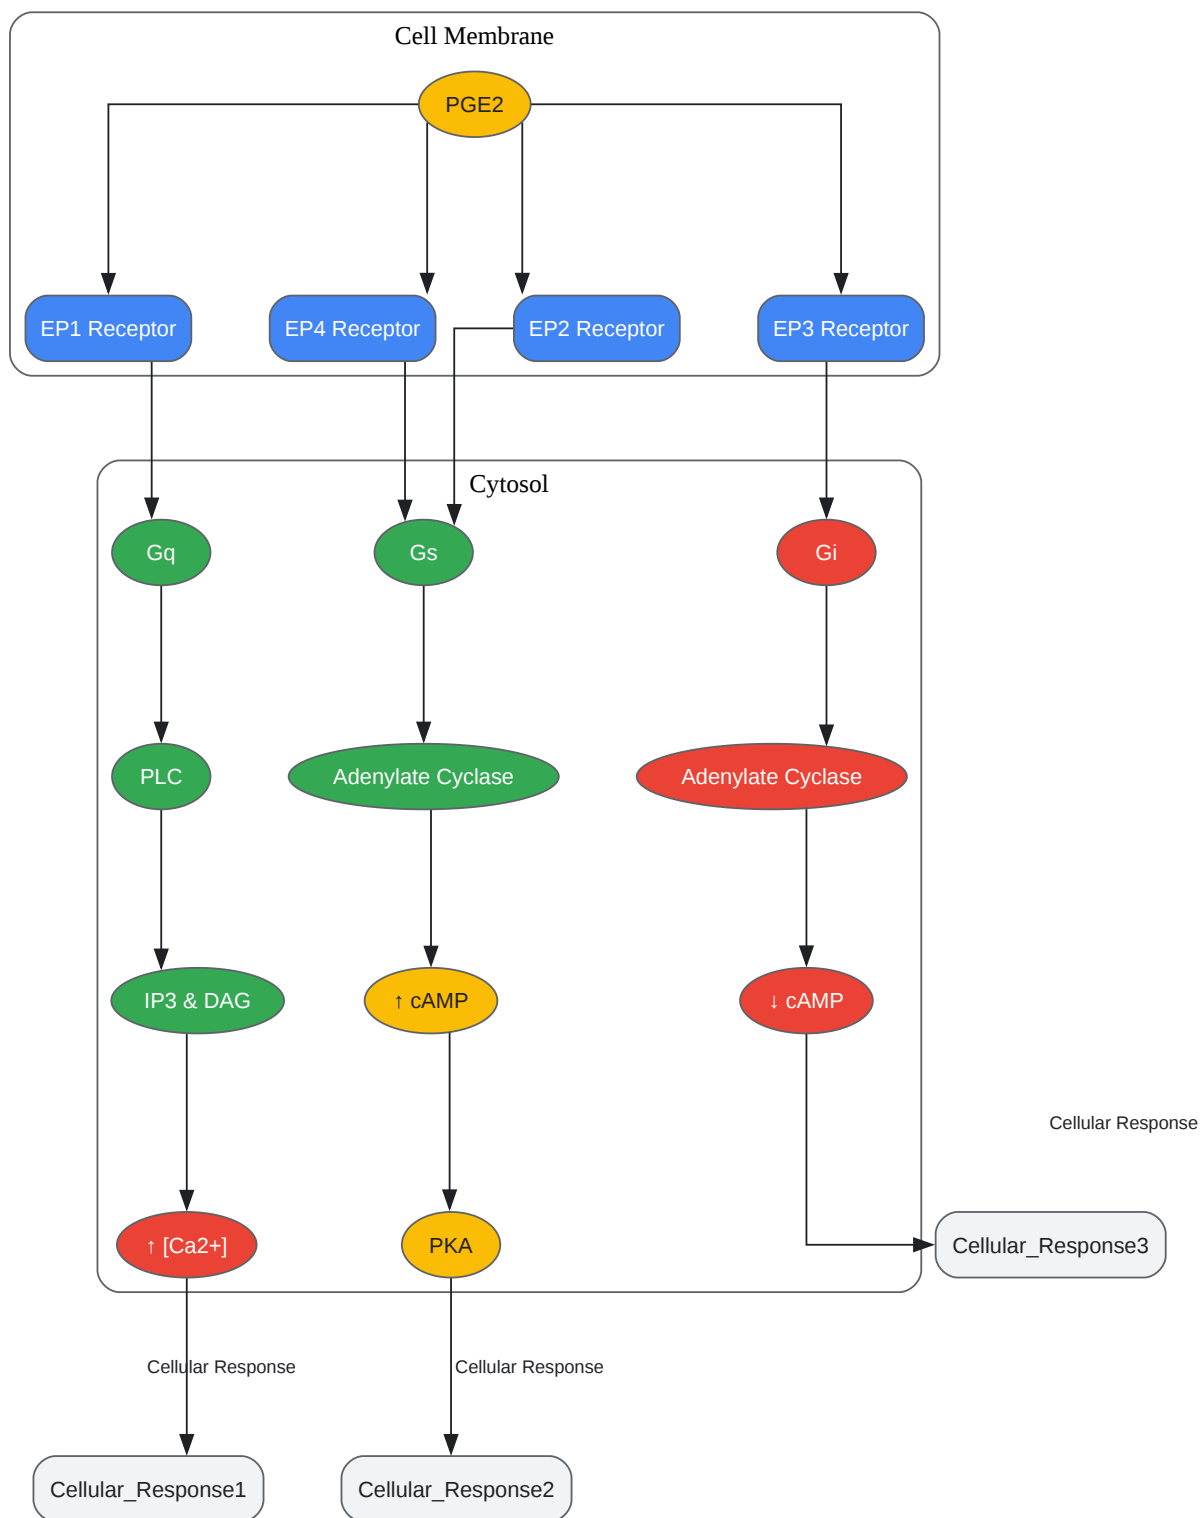 Cell Membrane
PGE2
EP1 Receptor
EP4 Receptor
EP2 Receptor
EP3 Receptor
Cytosol
Gq
Gs
Gi
PLC
Adenylate Cyclase
Adenylate Cyclase
IP3 & DAG
↑ cAMP
↓ cAMP
Cellular Response
↑ [Ca2+]
PKA
Cellular_Response3
Cellular Response
Cellular Response
Cellular_Response1
Cellular_Response2